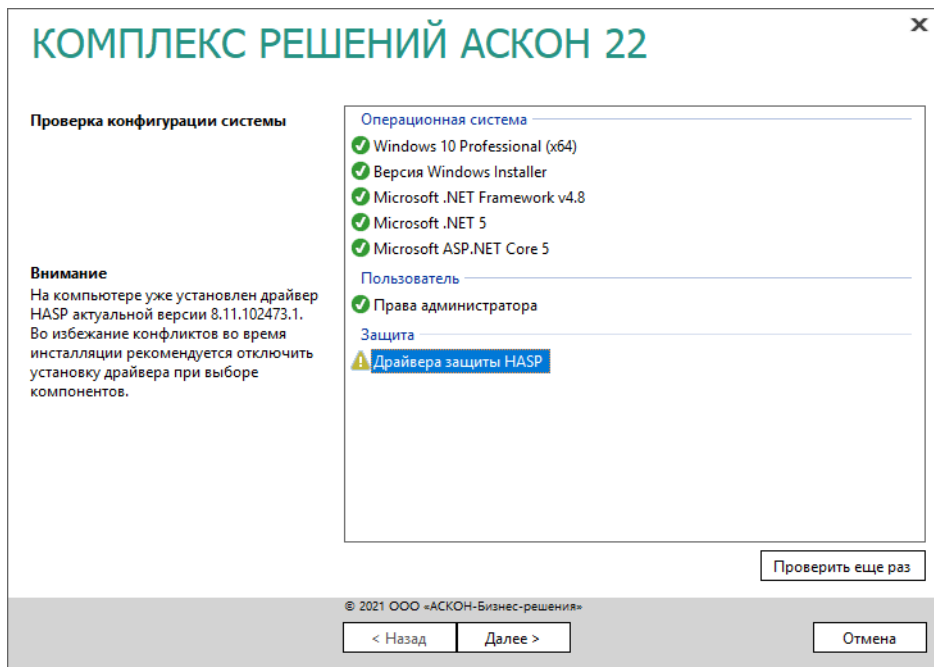 КОМПЛЕКС РЕШЕНИЙ АСКОН 22
Проверка конфигурации системы
Внимание
На компьютере уже установлен драйвер
HASP актуальной версии 8.11.102473.1.
Во избежание конфликтов во время
инсталляции рекомендуется отключить
установку драйвера при выборе
компонентов.
Операционная система
Windows 10 Professional (x64)
Версия Windows Installer
Microsoft .NET Framework v4.8
Microsoft .NET 5
Microsoft ASP.NET Core 5
Пользователь
Права администратора
Защита
Драйвера защиты HASP
Проверить еще раз
© 2021 ООО «АСКОН-Бизнес-решения»
< Назад
Далее >
Отмена